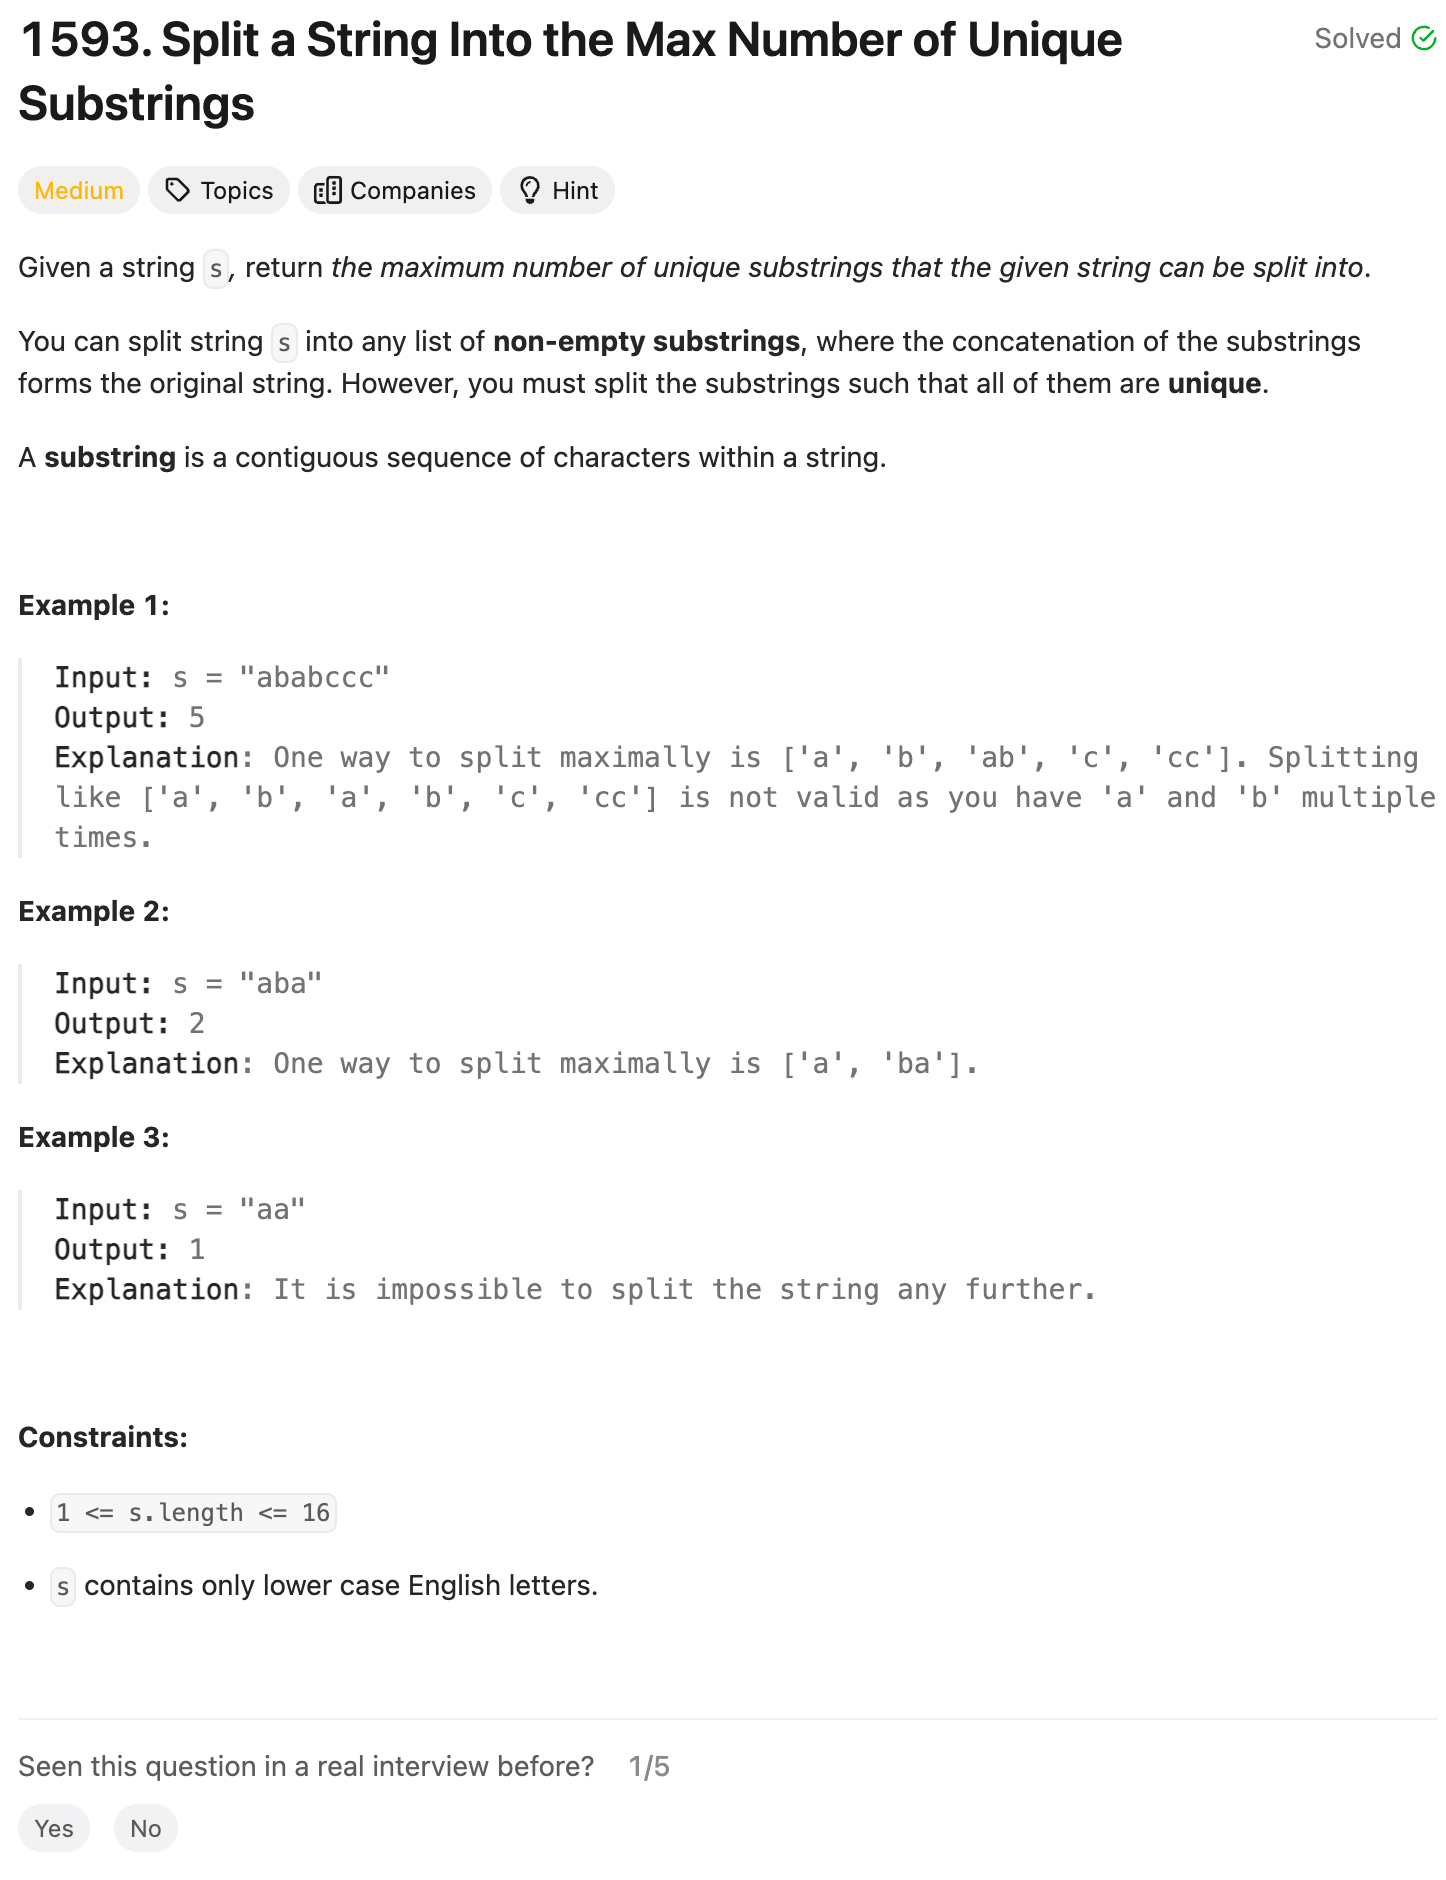 1593. Split a String Into the Max Number of Unique
Substrings
Solved
Medium
Topics
Companies
Hint
Given a string s, return the maximum number of unique substrings that the given string can be split into.
You can split string s into any list of non-empty substrings, where the concatenation of the substrings
forms the original string. However, you must split the substrings such that all of them are unique.
A substring is a contiguous sequence of characters within a string.
Example 1:
Input: s = "ababccc"
Output: 5
Explanation: One way to split maximally is ['a', 'b', 'ab', 'c', 'cc']. Splitting
like ['a', 'b', 'a', 'b', 'c', 'cc'] is not valid as you have 'a' and 'b' multiple
times.
Example 2:
Input: s = "aba"
Output: 2
Explanation: One way to split maximally is ['a', 'ba'].
Example 3:
Input: s = "aa"
Output: 1
Explanation: It is impossible to split the string any further.
Constraints:
• 1 <= s.length <= 16
• s contains only lower case English letters.
Seen this question in a real interview before? 1/5
Yes
No